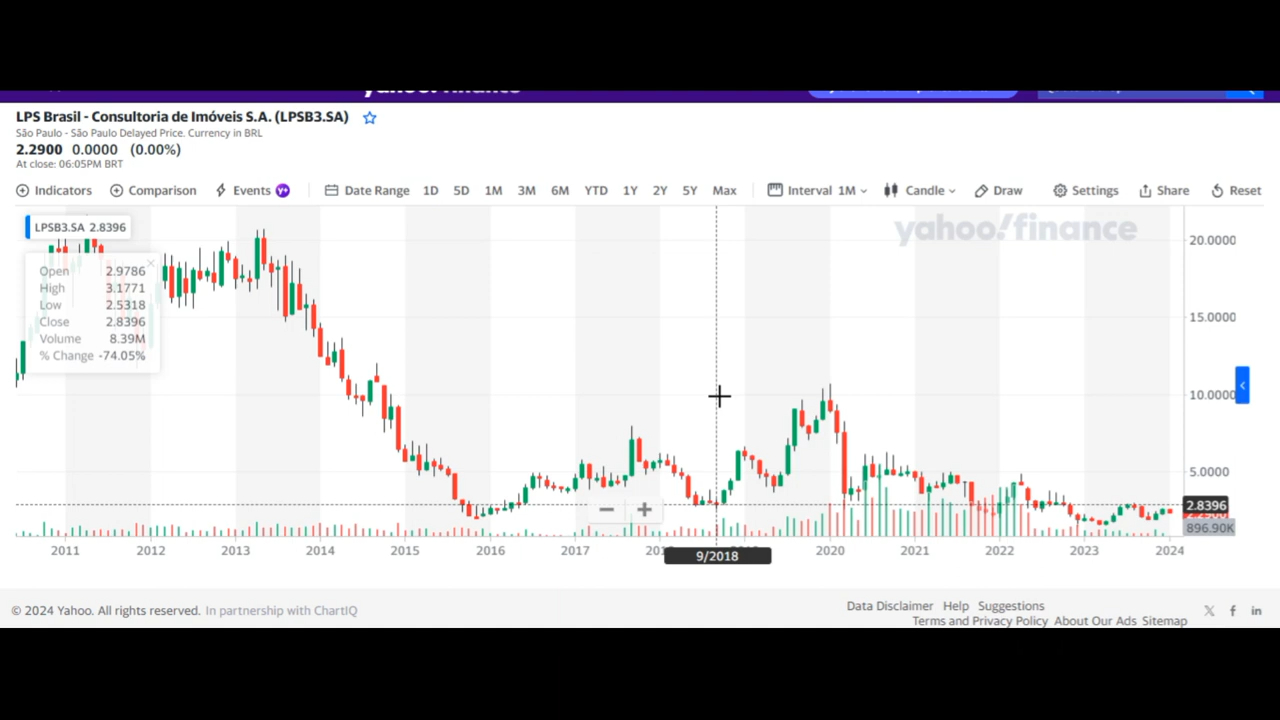 LPS Brasil - Consultoria de Imóveis S.A. (LPSB3.SA)
São Paulo - São Paulo Delayed Price. Currency in BRL
2.2900 0.0000 (0.00%)
At close: 06:05PM BRT
Indicators Comparison Events Y+ Date Range 1D 5D 1M 3M 6M YTD 1Y 2Y 5Y Max Interval 1M Candle Draw Settings Share Reset
LPSB3.SA 2.8396
yahoo!finance
Open 2.9786
High 3.1771
Low 2.5318
Close 2.8396
Volume 8.39M
% Change -74.05%
20.0000
15.0000
10.0000
5.0000
2.8396
896.90K
2011 2012 2013 2014 2015 2016 2017 2020 2021 2022 2023 2024
9/2018
© 2024 Yahoo. All rights reserved. In partnership with ChartIQ
Data Disclaimer Help Suggestions
Terms and Privacy Policy About Our Ads Sitemap